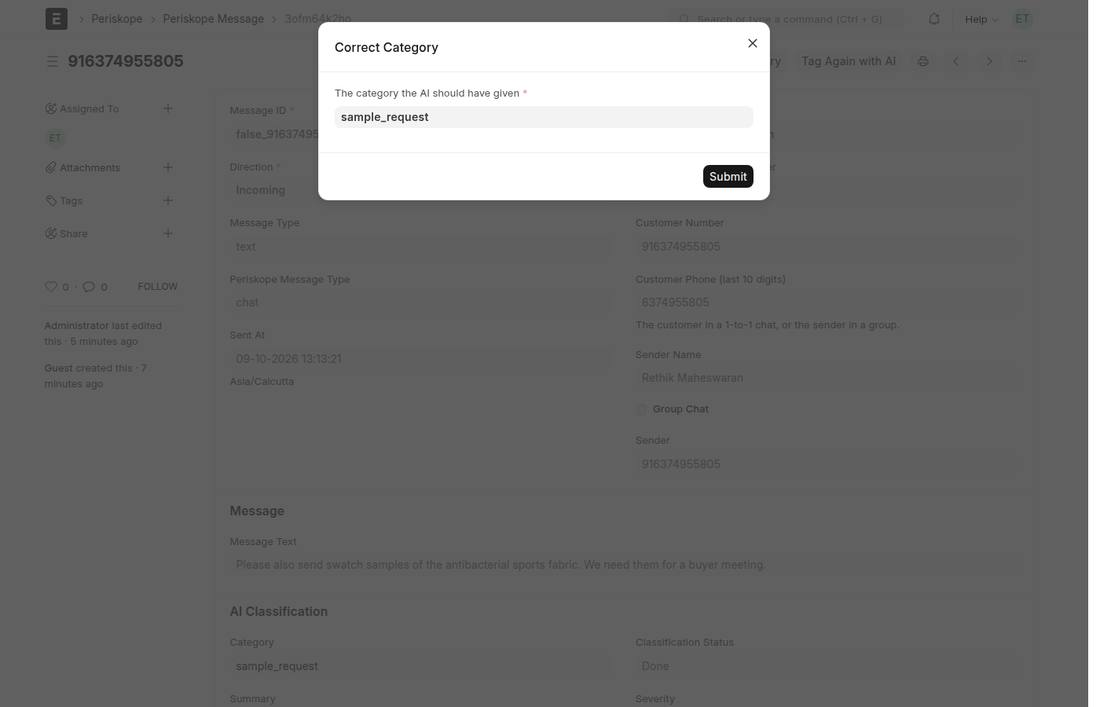 E
Periskope
Periskope Message
3ofm64k2ho
Search or type a command (Ctrl + G)
Help
ET
916374955805
Tag Again with AI
Correct Category
The category the AI should have given *
sample_request
Submit
Assigned To
ET
Attachments
Tags
Share
0 · 0 FOLLOW
Administrator last edited
this · 5 minutes ago
Guest created this · 7
minutes ago
Message ID *
false_91637495
Direction *
Incoming
Message Type
text
Periskope Message Type
chat
Sent At
09-10-2026 13:13:21
Asia/Calcutta
Customer Number
916374955805
Customer Phone (last 10 digits)
6374955805
The customer in a 1-to-1 chat, or the sender in a group.
Sender Name
Rethik Maheswaran
Group Chat
Sender
916374955805
Message
Message Text
Please also send swatch samples of the antibacterial sports fabric. We need them for a buyer meeting.
AI Classification
Category
sample_request
Classification Status
Done
Summary
Severity